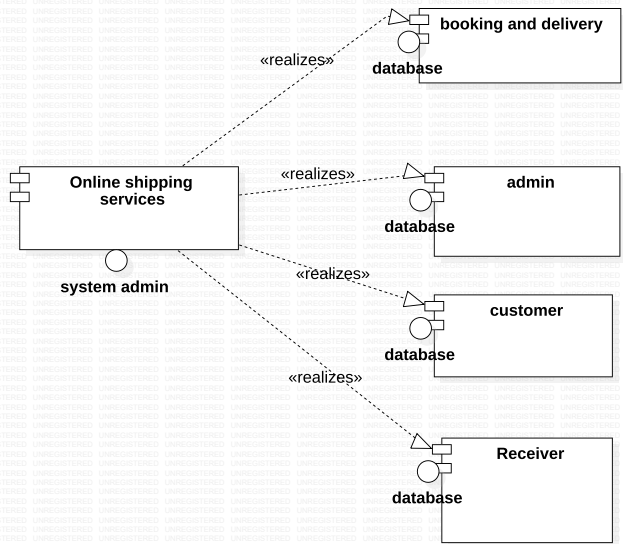 booking and delivery
«realizes»
database
«realizes»
Online shipping
services
admin
database
system admin
«realizes»
customer
database
«realizes»
Receiver
database
UNREGISTERED